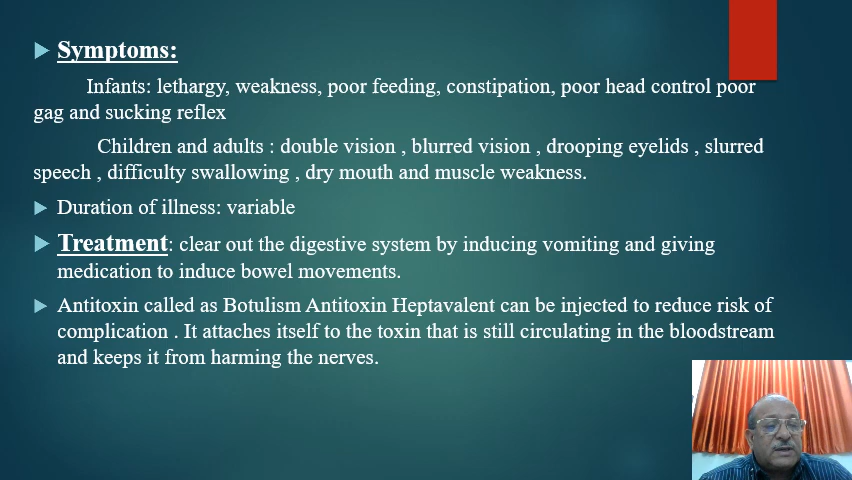 Symptoms:
Infants: lethargy, weakness, poor feeding, constipation, poor head control poor
gag and sucking reflex
Children and adults : double vision , blurred vision , drooping eyelids , slurred
speech , difficulty swallowing , dry mouth and muscle weakness.
Duration of illness: variable
Treatment: clear out the digestive system by inducing vomiting and giving
medication to induce bowel movements.
Antitoxin called as Botulism Antitoxin Heptavalent can be injected to reduce risk of
complication . It attaches itself to the toxin that is still circulating in the bloodstream
and keeps it from harming the nerves.